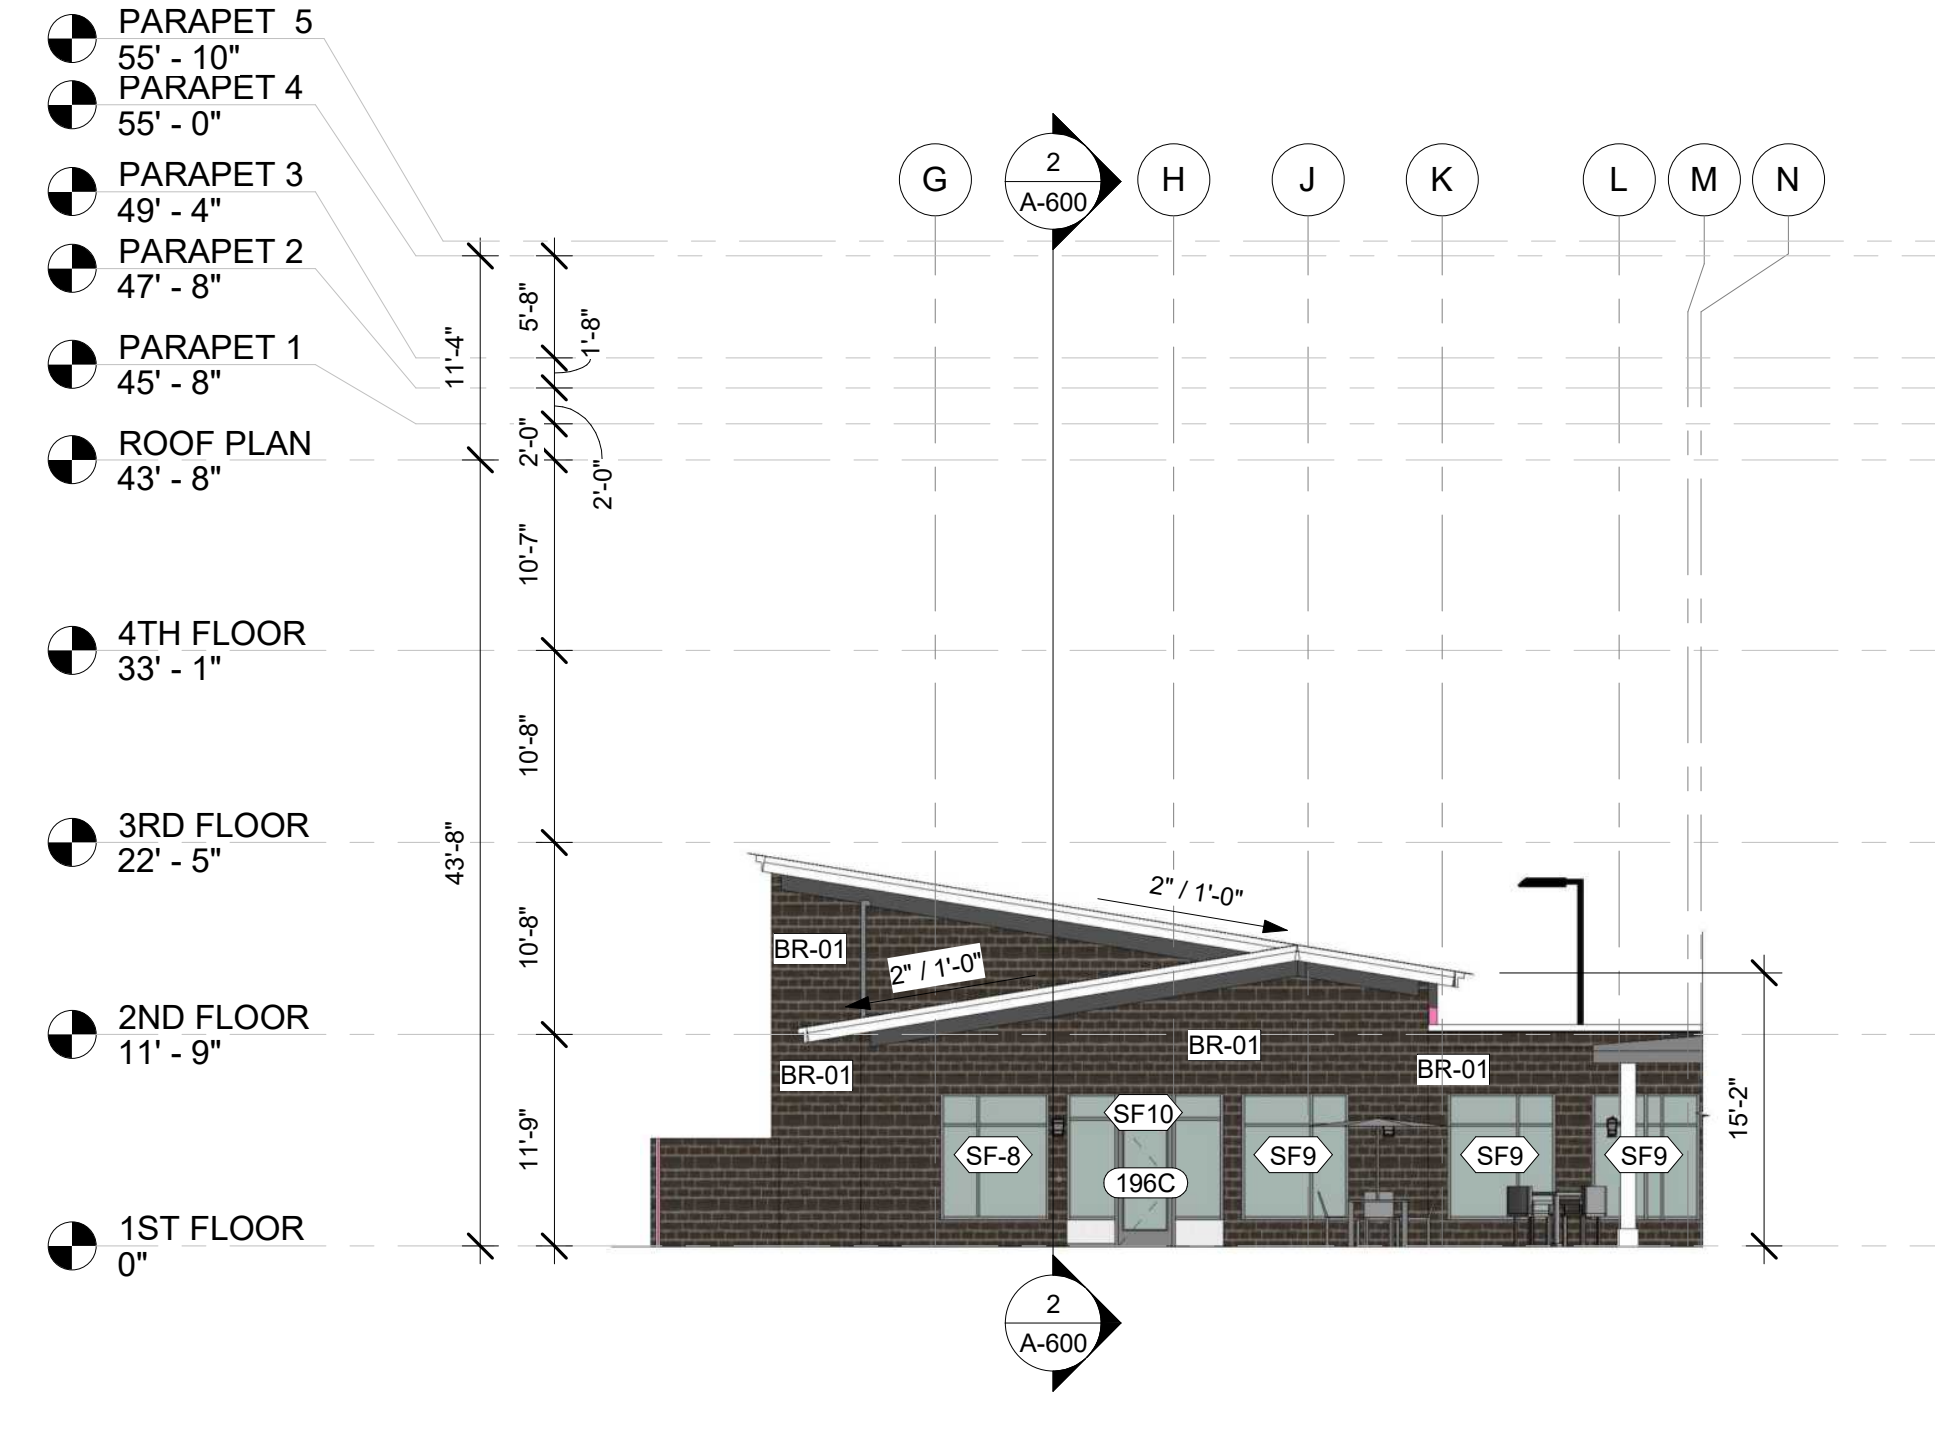 PARAPET 5
55' - 10"
PARAPET 4
55' - 0"
PARAPET 3
49' - 4"
PARAPET 2
47' - 8"
PARAPET 1
45' - 8"
ROOF PLAN
43' - 8"
4TH FLOOR
33' - 1"
3RD FLOOR
22' - 5"
2ND FLOOR
11' - 9"
1ST FLOOR
0"
11'-4"
43'-8"
5'-8"
1'-8"
2'-0"
2'-0"
10'-7"
10'-8"
10'-8"
11'-9"
2
A-600
G
H
J
K
L
M
N
2" / 1'-0"
2" / 1'-0"
BR-01
BR-01
BR-01
BR-01
SF-8
SF10
196C
SF9
SF9
SF9
15'-2"
2
A-600